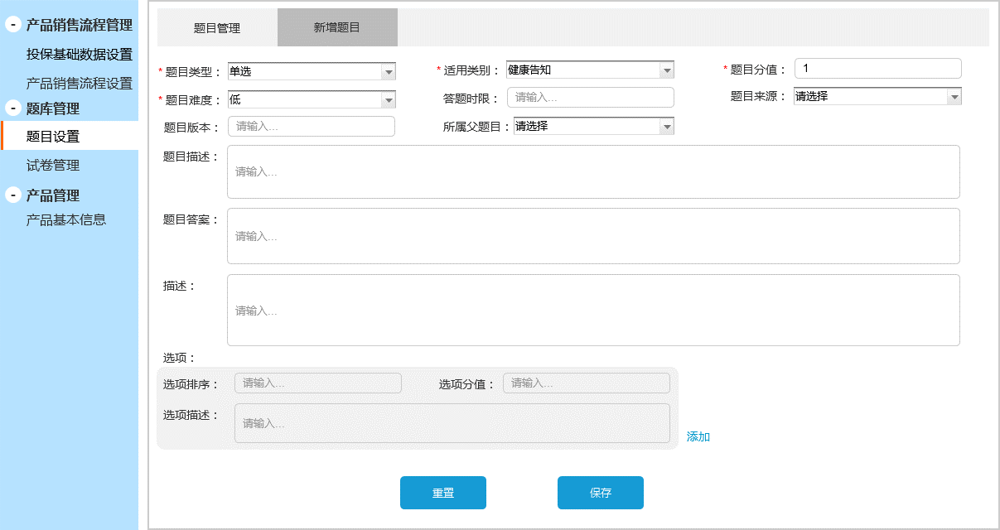 - 产品销售流程管理
投保基础数据设置
产品销售流程设置
- 题库管理
题目设置
试卷管理
- 产品管理
产品基本信息
题目管理 新增题目
* 题目类型： 单选 * 适用类别： 健康告知 * 题目分值： 1
* 题目难度： 低 答题时限： 请输入... 题目来源： 请选择
题目版本： 请输入... 所属父题目： 请选择
题目描述：
请输入...
题目答案：
请输入...
描述：
请输入...
选项：
选项排序： 请输入... 选项分值： 请输入...
选项描述：
请输入...
添加
重置 保存